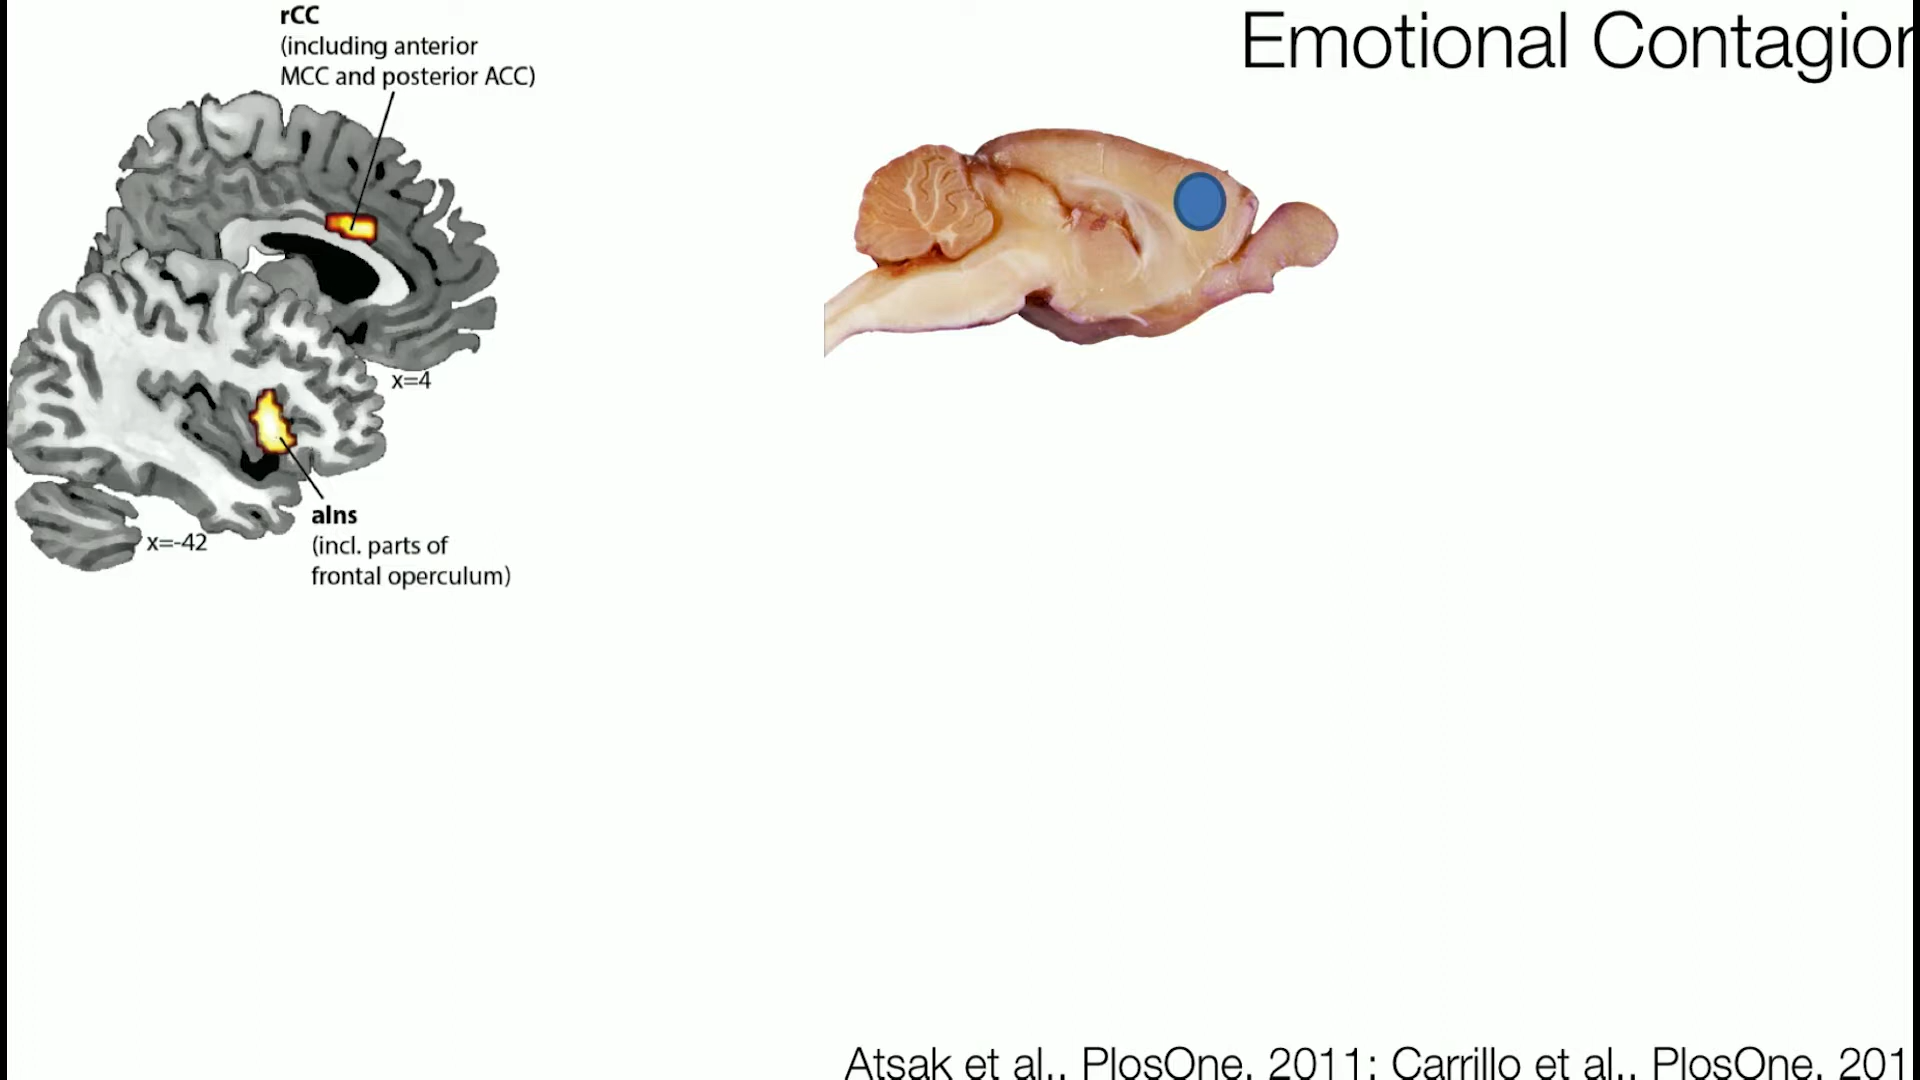 rCC
(including anterior
MCC and posterior ACC)
Emotional Contagion
x=4
aIns
(incl. parts of
frontal operculum)
x=-42
Atsak et al., PlosOne, 2011; Carrillo et al., PlosOne, 201